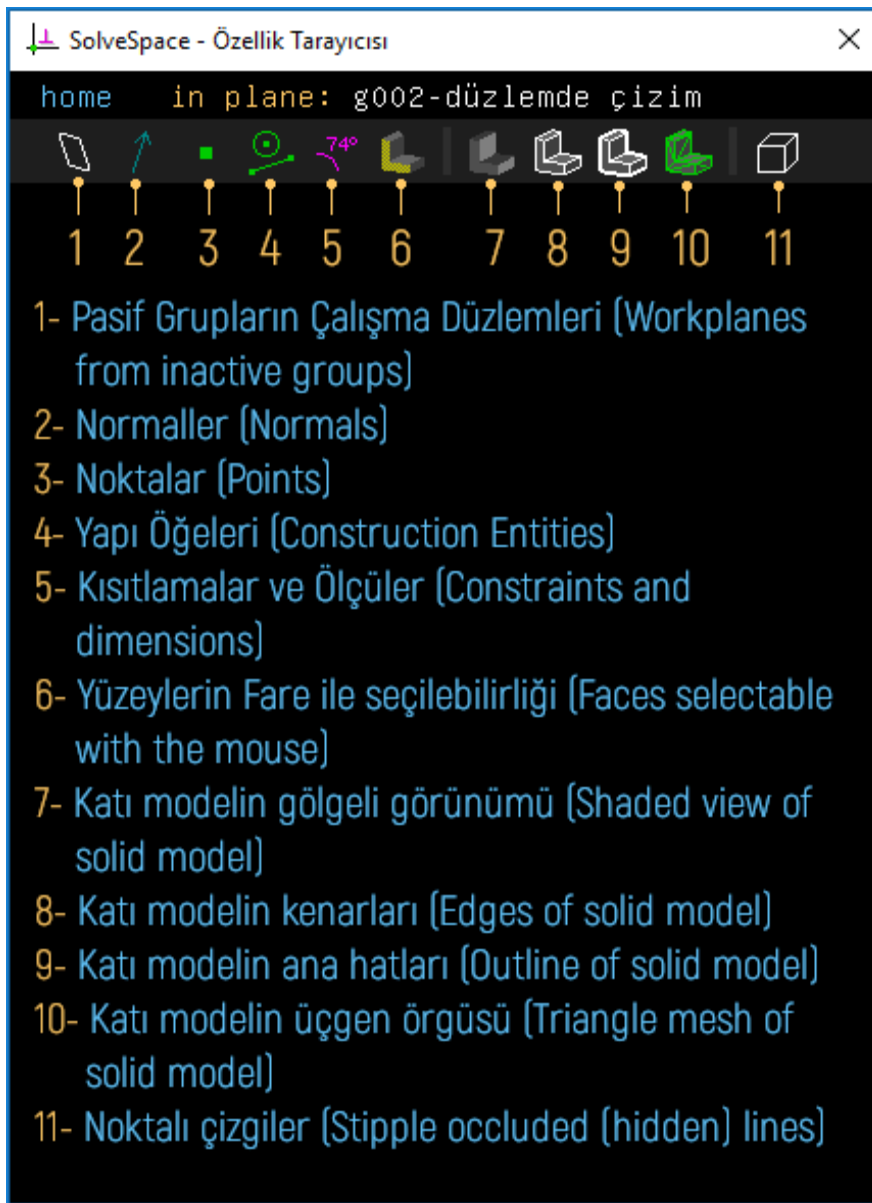 SolveSpace - Özellik Tarayıcısı
home in plane: g002-düzlemde çizim
74°
1 2 3 4 5 6 7 8 9 10 11
1- Pasif Grupların Çalışma Düzlemleri (Workplanes
from inactive groups)
2- Normaller (Normals)
3- Noktalar (Points)
4- Yapı Öğeleri (Construction Entities)
5- Kısıtlamalar ve Ölçüler (Constraints and
dimensions)
6- Yüzeylerin Fare ile seçilebilirliği (Faces selectable
with the mouse)
7- Katı modelin gölgeli görünümü (Shaded view of
solid model)
8- Katı modelin kenarları (Edges of solid model)
9- Katı modelin ana hatları (Outline of solid model)
10- Katı modelin üçgen örgüsü (Triangle mesh of
solid model)
11- Noktalı çizgiler (Stipple occluded (hidden) lines)